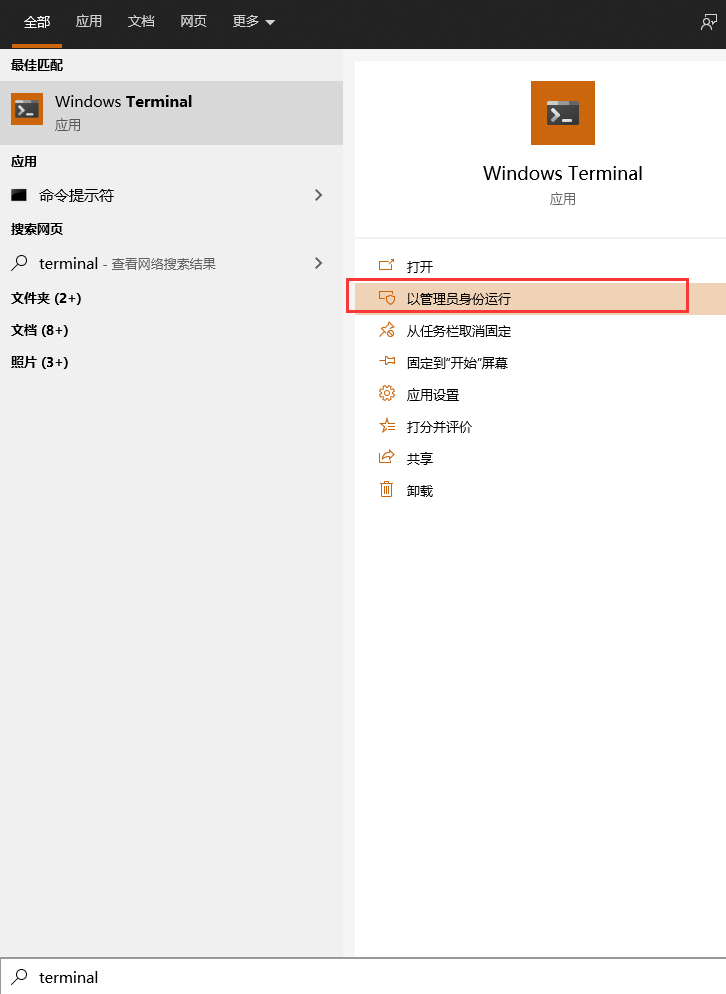 全部 应用 文档 网页 更多
最佳匹配
Windows Terminal
应用
应用
命令提示符
搜索网页
terminal - 查看网络搜索结果
文件夹 (2+)
文档 (8+)
照片 (3+)
Windows Terminal
应用
打开
以管理员身份运行
从任务栏取消固定
固定到"开始"屏幕
应用设置
打分并评价
共享
卸载
terminal